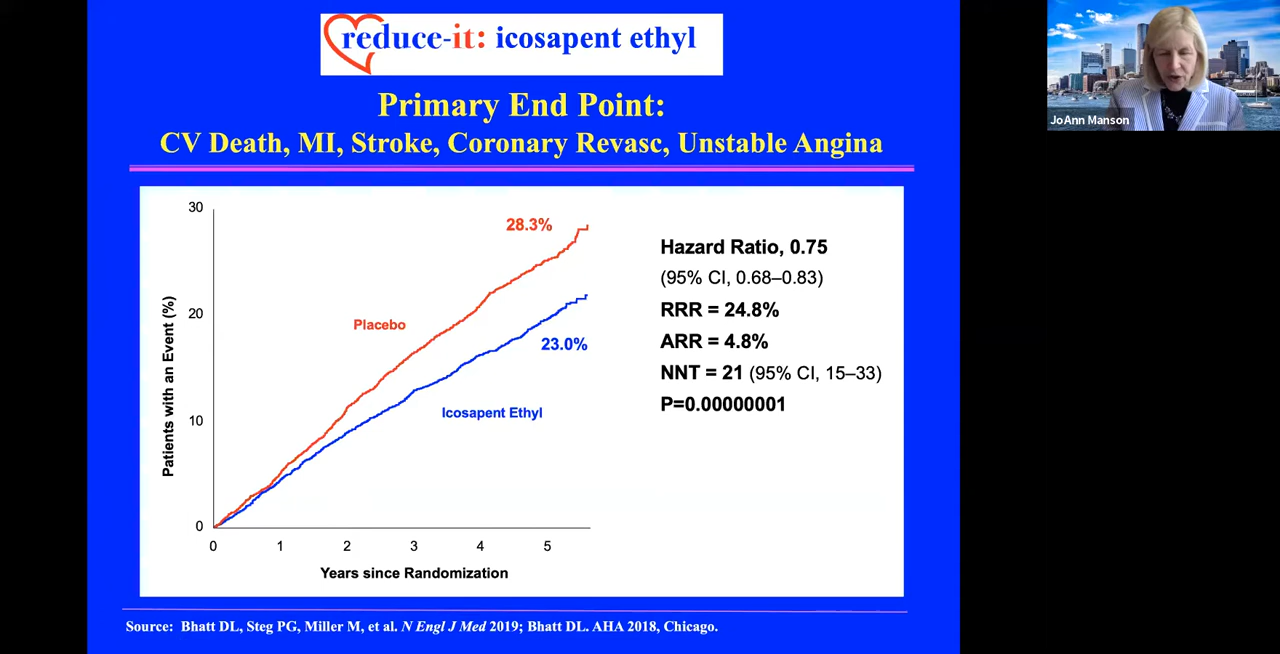 reduce-it: icosapent ethyl
Primary End Point:
CV Death, MI, Stroke, Coronary Revasc, Unstable Angina
JoAnn Manson
30
20
10
0
Patients with an Event (%)
28.3%
Placebo
23.0%
Icosapent Ethyl
0 1 2 3 4 5
Years since Randomization
Hazard Ratio, 0.75
(95% CI, 0.68–0.83)
RRR = 24.8%
ARR = 4.8%
NNT = 21 (95% CI, 15–33)
P=0.00000001
Source: Bhatt DL, Steg PG, Miller M, et al. N Engl J Med 2019; Bhatt DL. AHA 2018, Chicago.